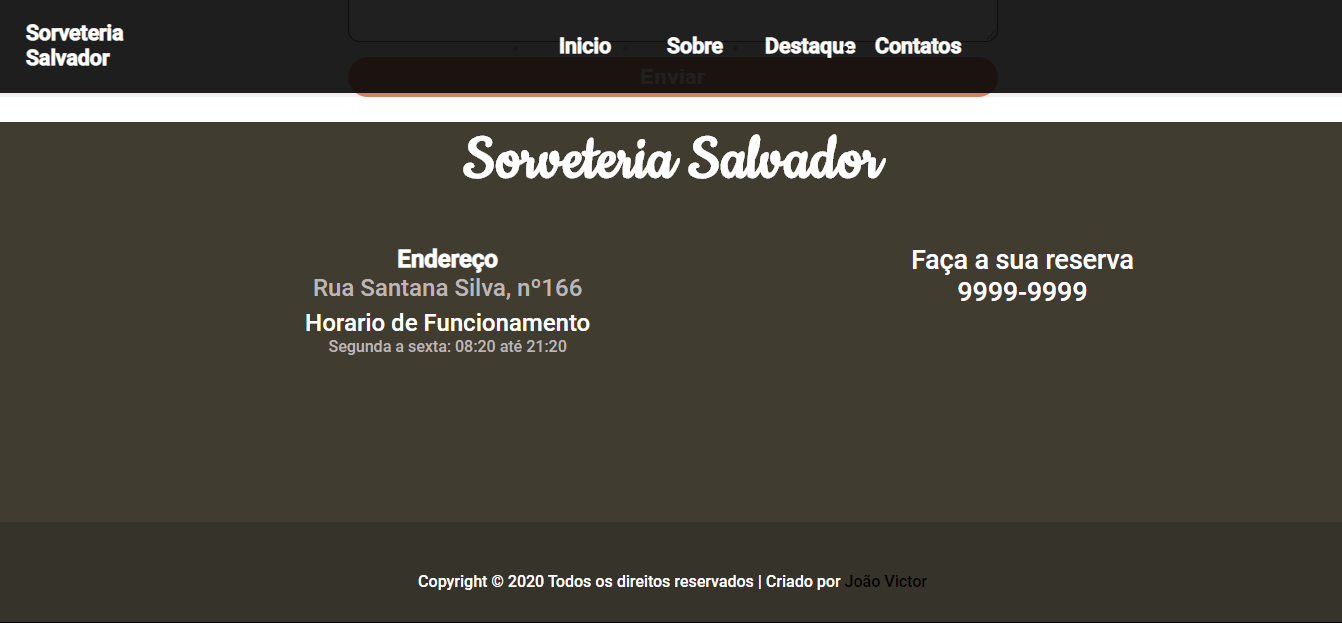 Sorveteria
Salvador
Inicio
Sobre
Destaque
Contatos
Enviar
Sorveteria Salvador
Endereço
Rua Santana Silva, nº166
Horario de Funcionamento
Segunda a sexta: 08:20 até 21:20
Faça a sua reserva
9999-9999
Copyright © 2020 Todos os direitos reservados | Criado por João Victor